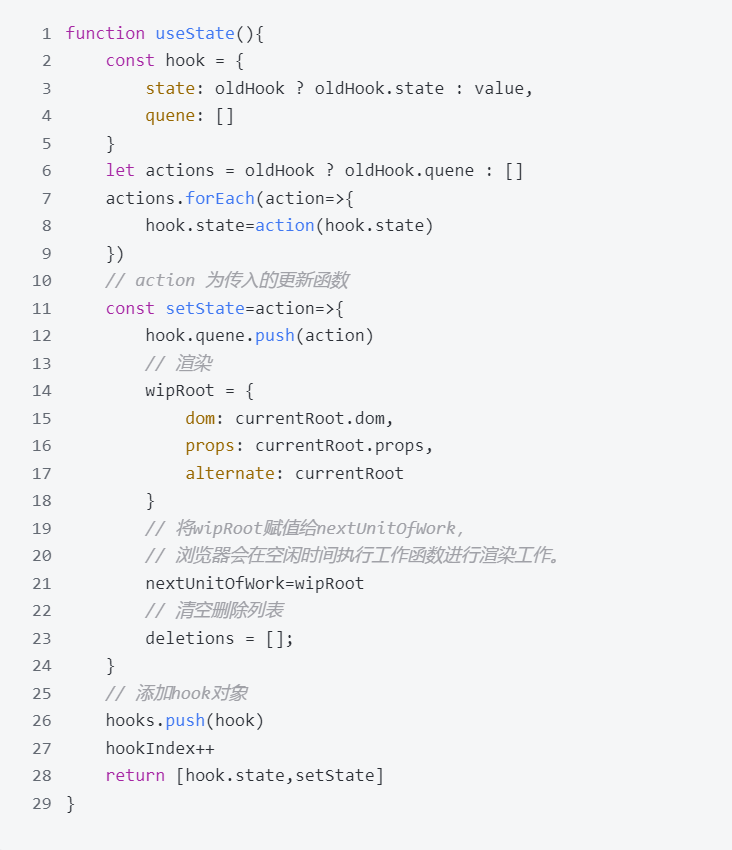 1 function useState(){
2     const hook = {
3         state: oldHook ? oldHook.state : value,
4         quene: []
5     }
6     let actions = oldHook ? oldHook.quene : []
7     actions.forEach(action=>{
8         hook.state=action(hook.state)
9     })
10     // action 为传入的更新函数
11     const setState=action=>{
12         hook.quene.push(action)
13         // 渲染
14         wipRoot = {
15             dom: currentRoot.dom,
16             props: currentRoot.props,
17             alternate: currentRoot
18         }
19         // 将wipRoot赋值给nextUnitOfWork,
20         // 浏览器会在空闲时间执行工作函数进行渲染工作。
21         nextUnitOfWork=wipRoot
22         // 清空删除列表
23         deletions = [];
24     }
25     // 添加hook对象
26     hooks.push(hook)
27     hookIndex++
28     return [hook.state,setState]
29 }